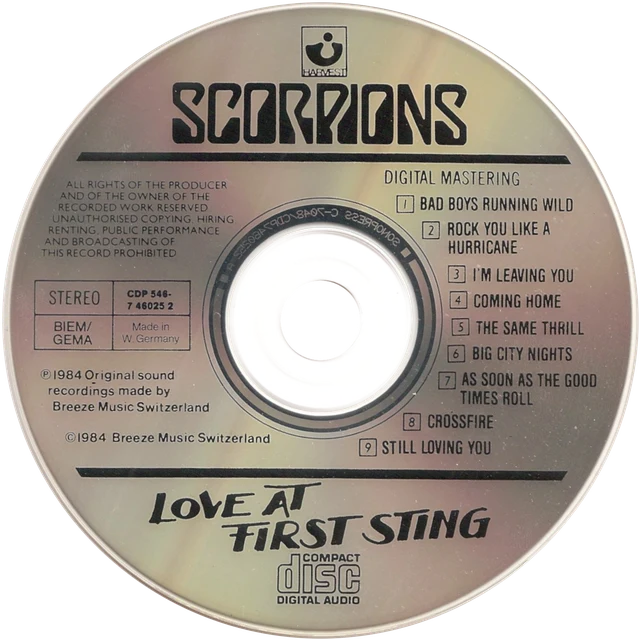 HARVEST
SCORPIONS
ALL RIGHTS OF THE PRODUCER
AND OF THE OWNER OF THE
RECORDED WORK RESERVED
UNAUTHORISED COPYING, HIRING
RENTING, PUBLIC PERFORMANCE
AND BROADCASTING OF
THIS RECORD PROHIBITED
DIGITAL MASTERING
1 BAD BOYS RUNNING WILD
2 ROCK YOU LIKE A
HURRICANE
3 I'M LEAVING YOU
4 COMING HOME
5 THE SAME THRILL
6 BIG CITY NIGHTS
7 AS SOON AS THE GOOD
TIMES ROLL
8 CROSSFIRE
9 STILL LOVING YOU
STEREO
CDP 546-
7 46025 2
BIEM/
GEMA
Made in
W. Germany
Ⓟ1984 Original sound
recordings made by
Breeze Music Switzerland
©1984 Breeze Music Switzerland
LOVE AT
FIRST STING
COMPACT
disc
DIGITAL AUDIO